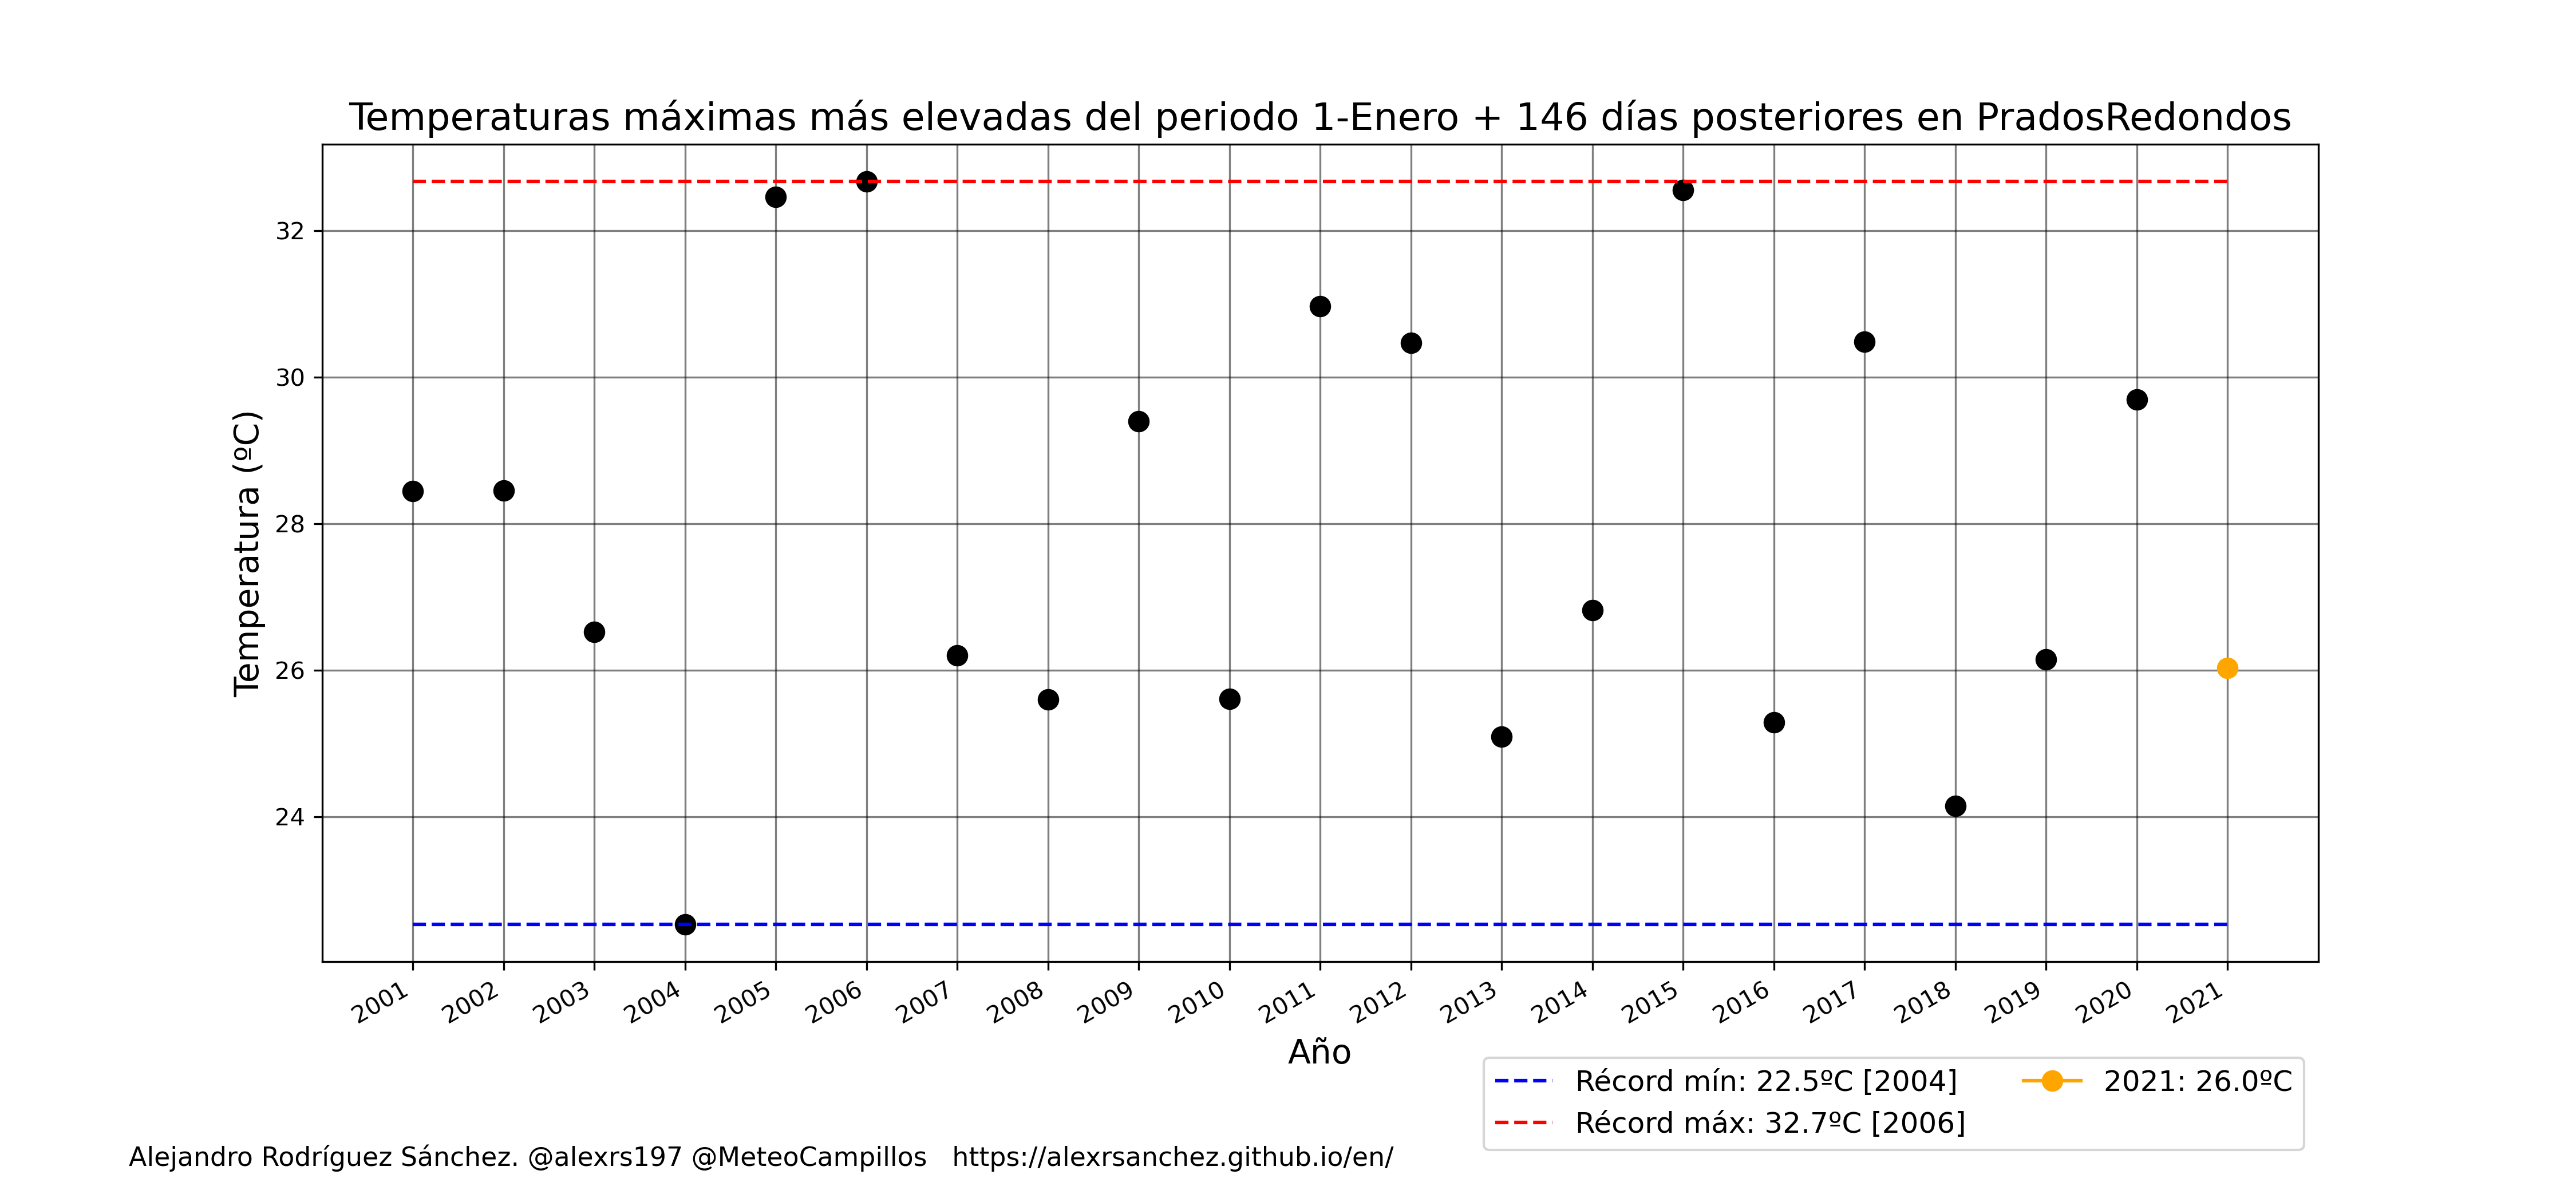 Temperaturas máximas más elevadas del periodo 1-Enero + 146 días posteriores en PradosRedondos
Temperatura (ºC)
32
30
28
26
24
2001 2002 2003 2004 2005 2006 2007 2008 2009 2010 2011 2012 2013 2014 2015 2016 2017 2018 2019 2020 2021
Año
Récord mín: 22.5ºC [2004]
Récord máx: 32.7ºC [2006]
2021: 26.0ºC
Alejandro Rodríguez Sánchez. @alexrs197 @MeteoCampillos https://alexrsanchez.github.io/en/